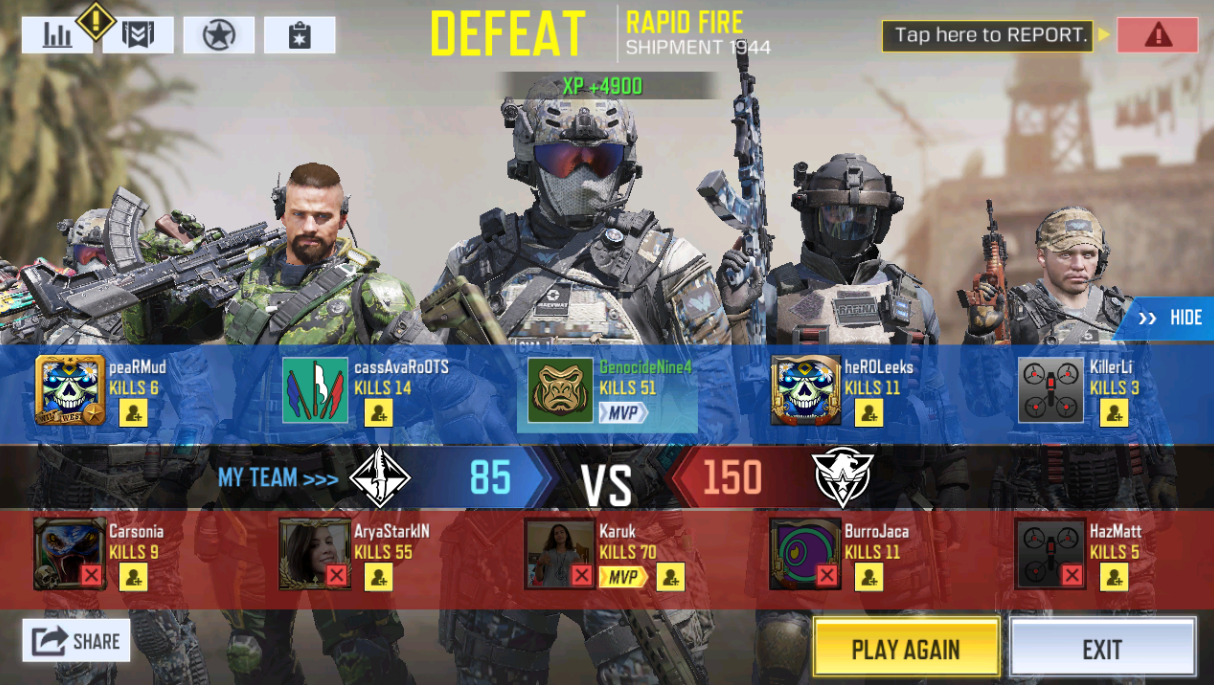 DEFEAT
RAPID FIRE
SHIPMENT 1944
Tap here to REPORT.
XP +4900
HIDE
peaRMud
KILLS 6
cassAvaRoOTS
KILLS 14
GenocideNine4
KILLS 51
MVP
heROLeeks
KILLS 11
KillerLi
KILLS 3
MY TEAM >>>
85
VS
150
Carsonia
KILLS 9
AryaStarkIN
KILLS 55
Karuk
KILLS 70
MVP
BurroJaca
KILLS 11
HazMatt
KILLS 5
SHARE
PLAY AGAIN
EXIT